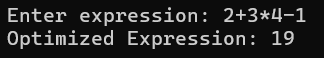 Enter expression: 2+3*4-1
Optimized Expression: 19